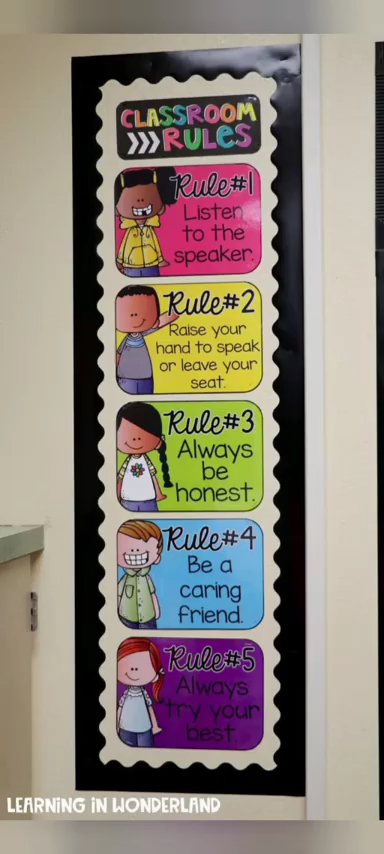 CLASSROOM
RULES
Rule#1
Listen
to the
speaker.
Rule#2
Raise your
hand to speak
or leave your
seat.
Rule#3
Always
be
honest.
Rule#4
Be a
caring
friend.
Rule#5
Always
try your
best.
LEARNING IN WONDERLAND